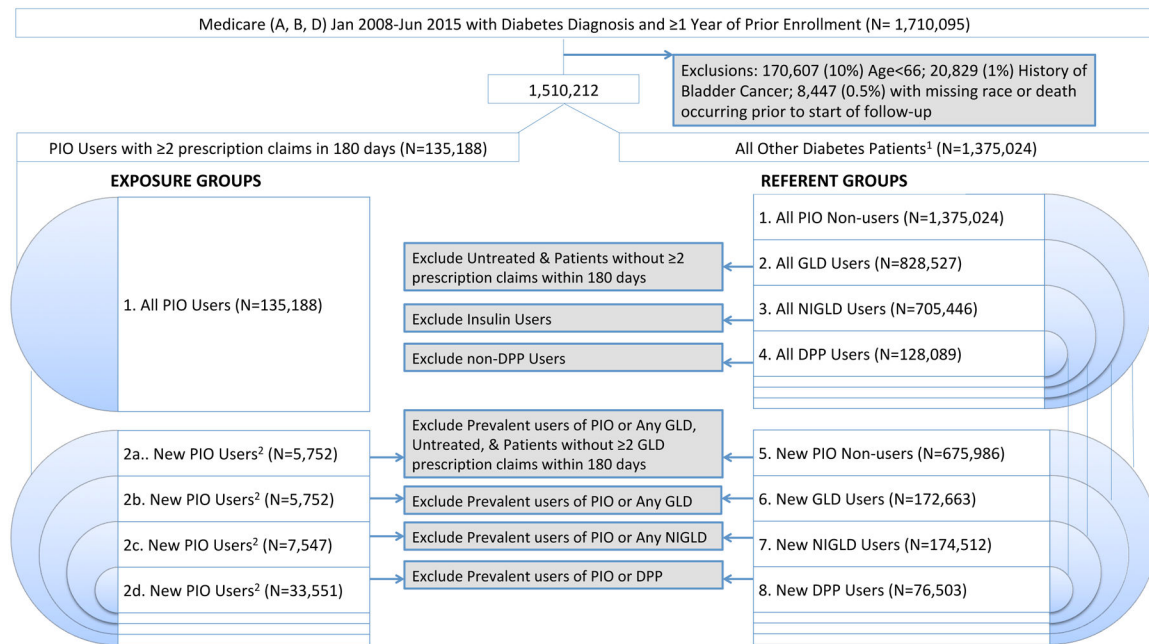 Medicare (A, B, D) Jan 2008-Jun 2015 with Diabetes Diagnosis and ≥1 Year of Prior Enrollment (N= 1,710,095)
Exclusions: 170,607 (10%) Age<66; 20,829 (1%) History of
Bladder Cancer; 8,447 (0.5%) with missing race or death
occurring prior to start of follow-up
1,510,212
PIO Users with ≥2 prescription claims in 180 days (N=135,188)
All Other Diabetes Patients¹ (N=1,375,024)
EXPOSURE GROUPS
REFERENT GROUPS
1. All PIO Users (N=135,188)
1. All PIO Non-users (N=1,375,024)
Exclude Untreated & Patients without ≥2
prescription claims within 180 days
2. All GLD Users (N=828,527)
Exclude Insulin Users
3. All NIGLD Users (N=705,446)
Exclude non-DPP Users
4. All DPP Users (N=128,089)
2a.. New PIO Users² (N=5,752)
Exclude Prevalent users of PIO or Any GLD,
Untreated, & Patients without ≥2 GLD
prescription claims within 180 days
5. New PIO Non-users (N=675,986)
2b. New PIO Users² (N=5,752)
Exclude Prevalent users of PIO or Any GLD
6. New GLD Users (N=172,663)
2c. New PIO Users² (N=7,547)
Exclude Prevalent users of PIO or Any NIGLD
7. New NIGLD Users (N=174,512)
2d. New PIO Users² (N=33,551)
Exclude Prevalent users of PIO or DPP
8. New DPP Users (N=76,503)